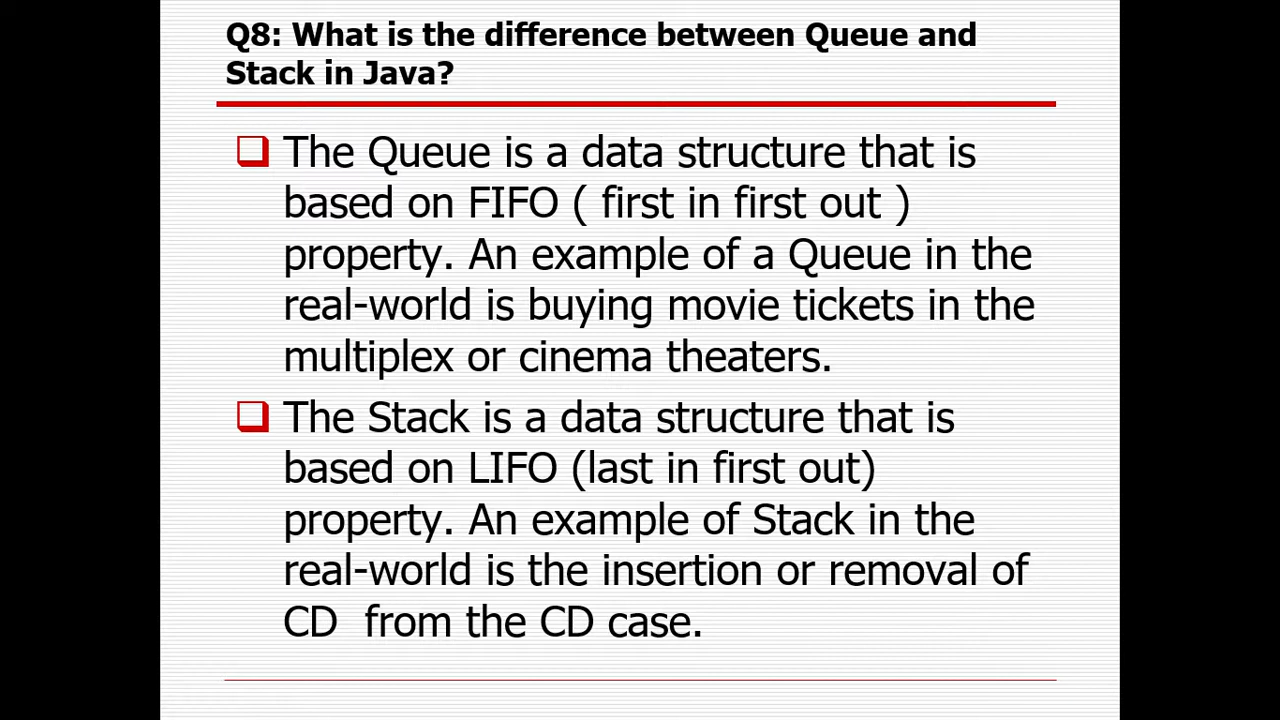 Q8: What is the difference between Queue and
Stack in Java?
The Queue is a data structure that is
based on FIFO ( first in first out )
property. An example of a Queue in the
real-world is buying movie tickets in the
multiplex or cinema theaters.
The Stack is a data structure that is
based on LIFO (last in first out)
property. An example of Stack in the
real-world is the insertion or removal of
CD  from the CD case.